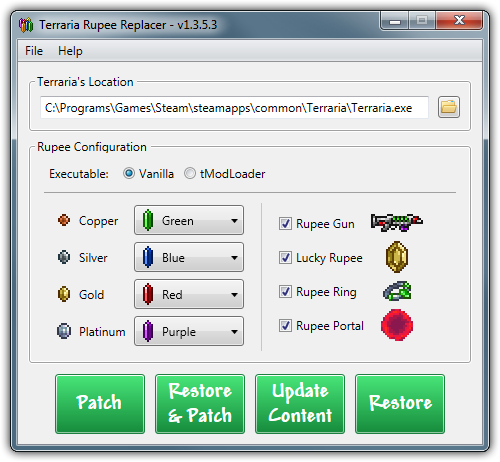 Terraria Rupee Replacer - v1.3.5.3
File Help
Terraria's Location
C:\Programs\Games\Steam\steamapps\common\Terraria\Terraria.exe
Rupee Configuration
Executable: Vanilla tModLoader
Copper Green Rupee Gun
Silver Blue Lucky Rupee
Gold Red Rupee Ring
Platinum Purple Rupee Portal
Patch
Restore
& Patch
Update
Content
Restore